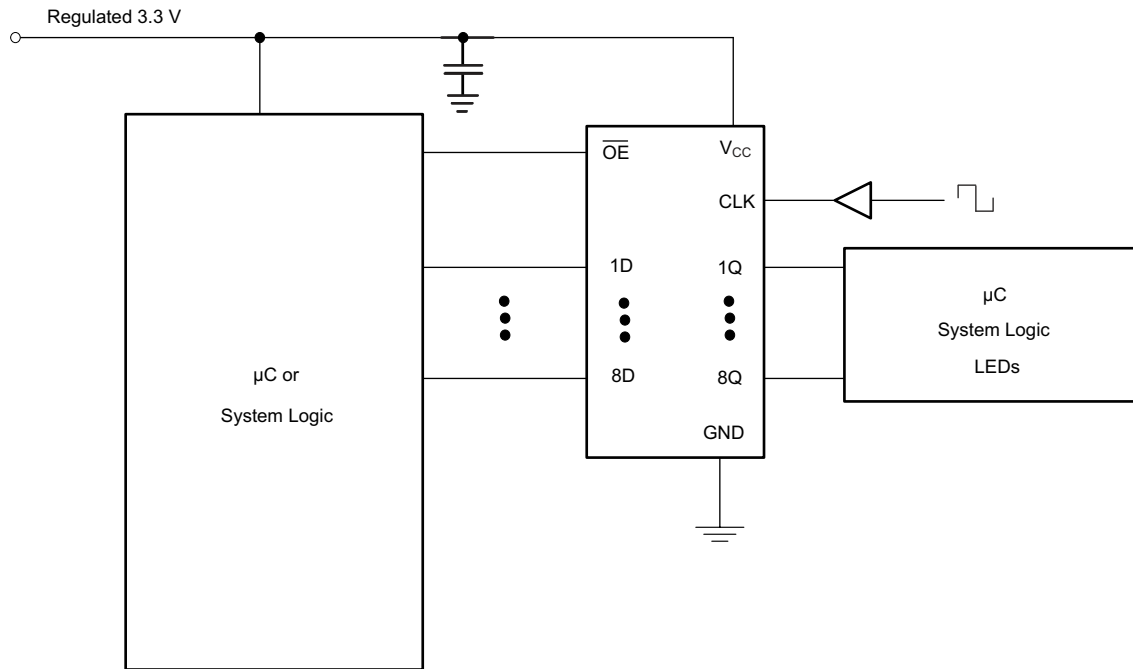 Regulated 3.3 V
OE
VCC
CLK
1D
1Q
8D
8Q
GND
µC or
System Logic
µC
System Logic
LEDs